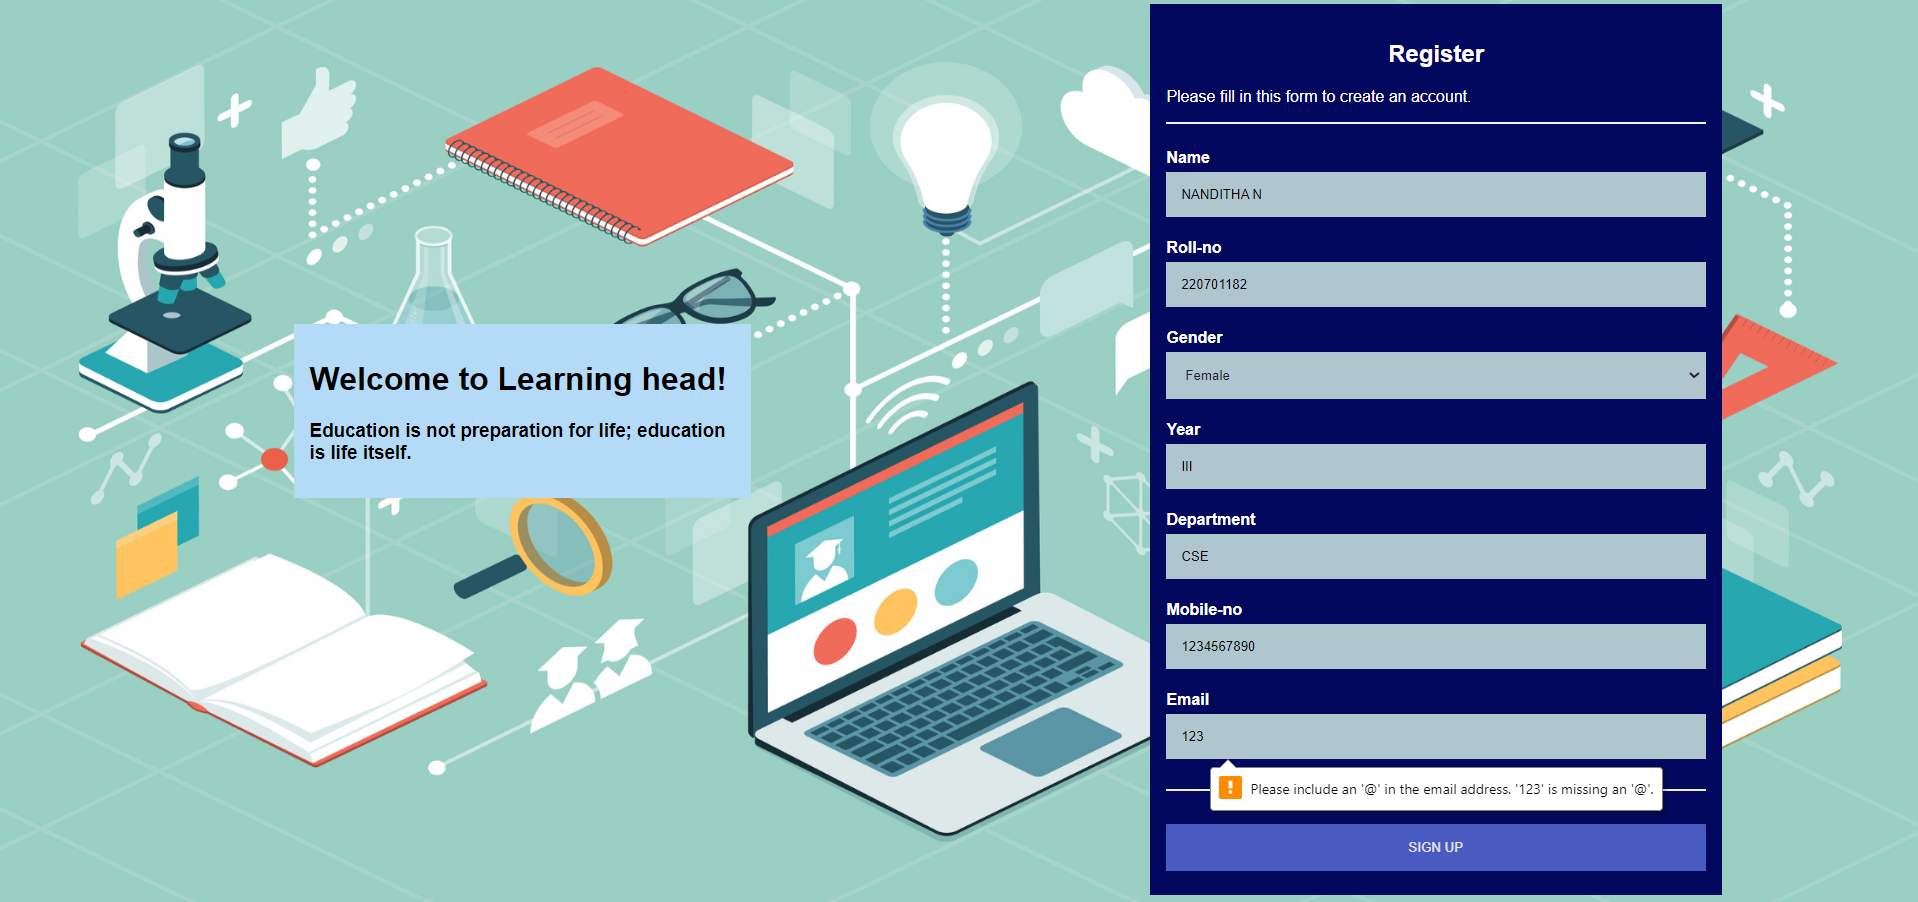 Welcome to Learning head!
Education is not preparation for life; education
is life itself.
Register
Please fill in this form to create an account.
Name
NANDITHA N
Roll-no
220701182
Gender
Female
Year
III
Department
CSE
Mobile-no
1234567890
Email
123
Please include an '@' in the email address. '123' is missing an '@'.
SIGN UP